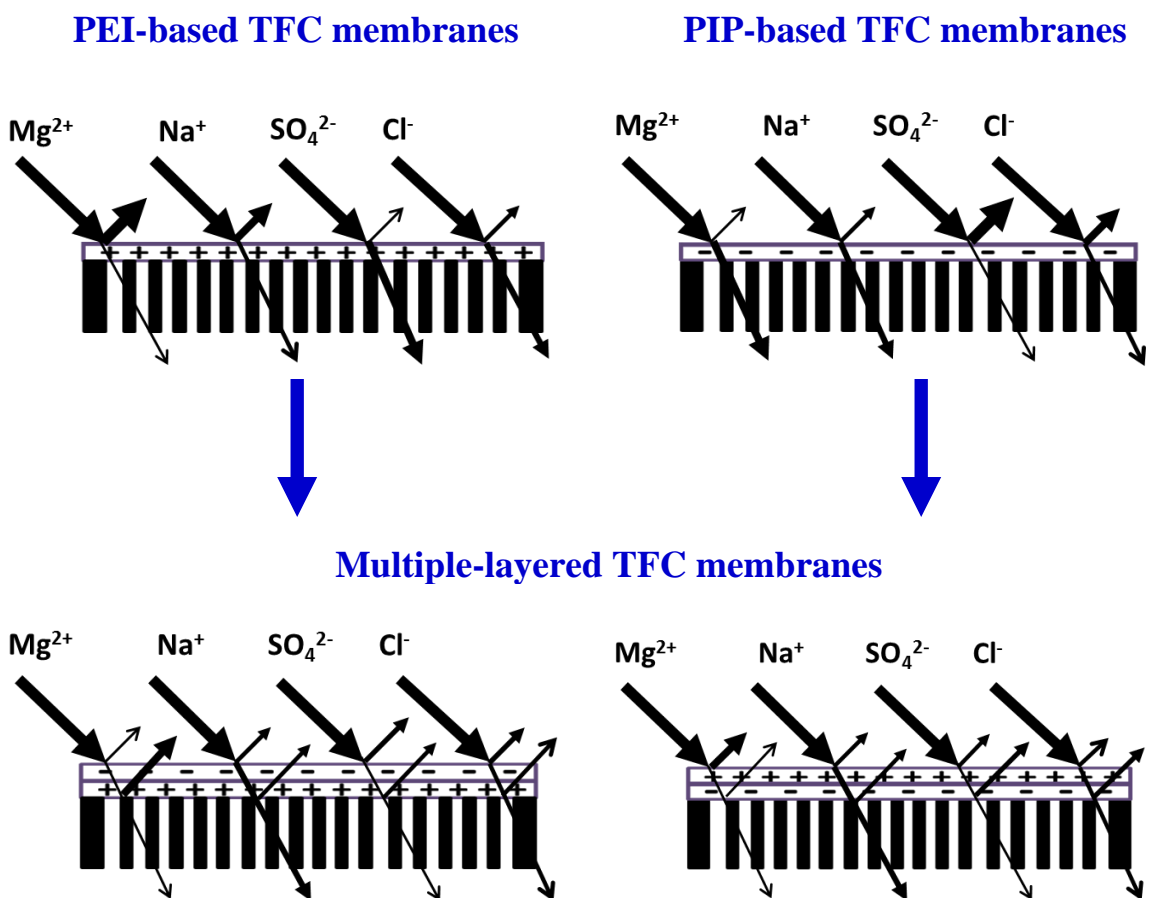 PEI-based TFC membranes PIP-based TFC membranes
Mg²⁺ Na⁺ SO₄²⁻ Cl⁻ Mg²⁺ Na⁺ SO₄²⁻ Cl⁻
+ + + + + + + + + + + + + + - - - - - - - - - - -
Multiple-layered TFC membranes
Mg²⁺ Na⁺ SO₄²⁻ Cl⁻ Mg²⁺ Na⁺ SO₄²⁻ Cl⁻